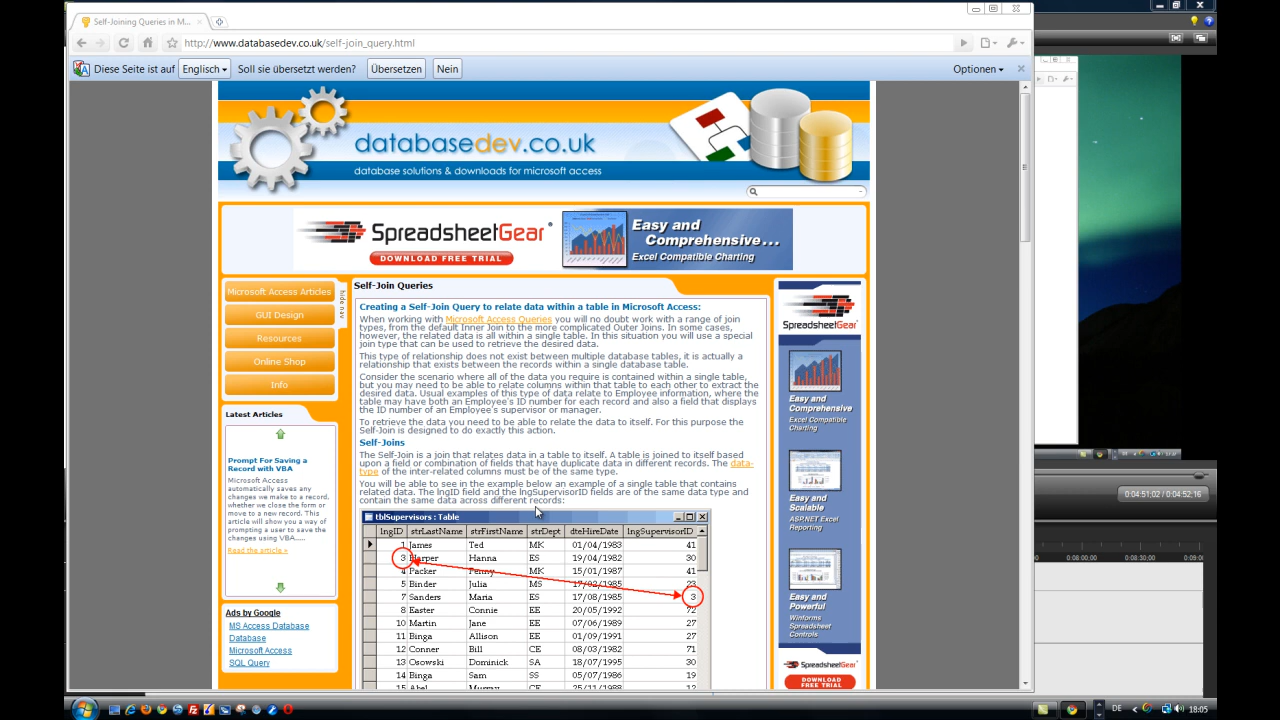 Self-Joining Queries in M...
http://www.databasedev.co.uk/self-join_query.html
Diese Seite ist auf Englisch Soll sie übersetzt werden? Übersetzen Nein Optionen
databasedev.co.uk
database solutions & downloads for microsoft access
SpreadsheetGear
DOWNLOAD FREE TRIAL
Easy and
Comprehensive...
Excel Compatible Charting
Microsoft Access Articles
GUI Design
Resources
Online Shop
Info
hide nav
Latest Articles
Prompt For Saving a
Record with VBA
Microsoft Access
automatically saves any
changes we make to a record,
whether we close the form or
move to a new record. This
article will show you a way of
prompting a user to save the
changes using VBA.....
Read the article »
Ads by Google
MS Access Database
Database
Microsoft Access
SQL Query
Self-Join Queries
Creating a Self-Join Query to relate data within a table in Microsoft Access:
When working with Microsoft Access Queries you will no doubt work with a range of join
types, from the default Inner Join to the more complicated Outer Joins. In some cases,
however, the related data is all within a single table. In this situation you will use a special
join type that can be used to retrieve the desired data.
This type of relationship does not exist between multiple database tables, it is actually a
relationship that exists between the records within a single database table.
Consider the scenario where all of the data you require is contained within a single table,
but you may need to be able to relate columns within that table to each other to extract the
desired data. Usual examples of this type of data relate to Employee information, where the
table may have both an Employee's ID number for each record and also a field that displays
the ID number of an Employee's supervisor or manager.
To retrieve the data you need to be able to relate the data to itself. For this purpose the
Self-Join is designed to do exactly this action.
Self-Joins
The Self-Join is a join that relates data in a table to itself. A table is joined to itself based
upon a field or combination of fields that have duplicate data in different records. The data-
type of the inter-related columns must be of the same type.
You will be able to see in the example below an example of a single table that contains
related data. The lngID field and the lngSupervisorID fields are of the same data type and
contain the same data across different records:
tblSupervisors : Table
lngID strLastName strFirstName strDept dteHireDate lngSupervisorID
1 James Ted MK 01/04/1983 41
3 Harper Hanna ES 19/04/1982 30
4 Packer Penny MK 15/01/1987 41
5 Binder Julia MS 17/02/1985 23
7 Sanders Maria ES 17/08/1985 3
8 Easter Connie EE 20/05/1992 72
10 Martin Jane EE 07/06/1989 27
11 Binga Allison EE 01/09/1991 27
12 Conner Bill CE 08/03/1982 71
13 Osowski Dominick SA 18/07/1995 30
14 Binga Sam SS 07/06/1985 19
15 Abel Murray CE 25/11/1988 12
SpreadsheetGear
Easy and
Comprehensive
Excel Compatible
Charting
Easy and
Scalable
ASP.NET Excel
Reporting
Easy and
Powerful
Winforms
Spreadsheet
Controls
SpreadsheetGear
DOWNLOAD
FREE TRIAL
0:04:51;02 / 0:04:52;16
0:08:00;00 0:08:30;00 0:09:0
DE
18:05